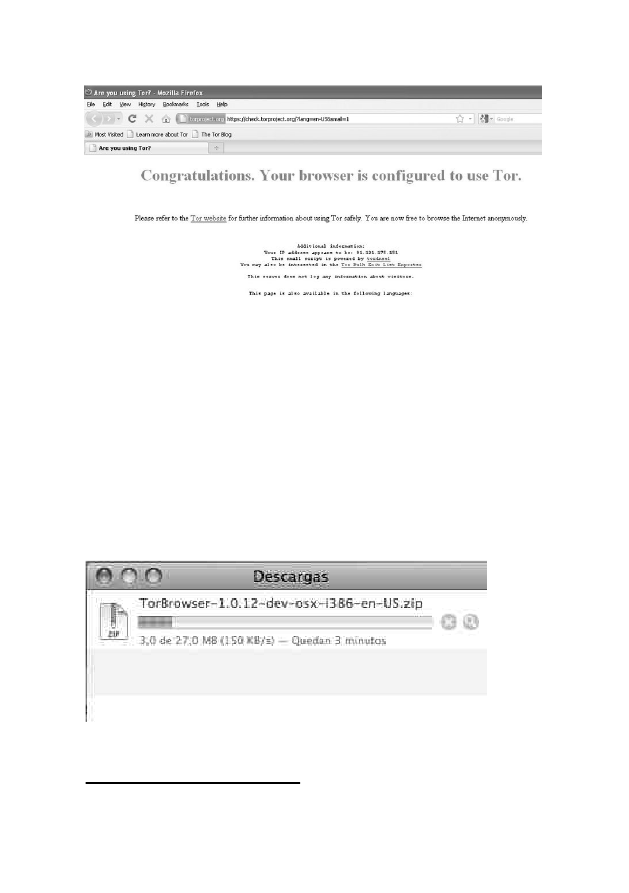 Are you using Tor? - Mozilla Firefox
File Edit View History Bookmarks Tools Help
torproject.org https://check.torproject.org/?lang=en-US&small=1 Google
Most Visited Learn more about Tor The Tor Blog
Are you using Tor?
Congratulations. Your browser is configured to use Tor.
Please refer to the Tor website for further information about using Tor safely. You are now free to browse the Internet anonymously.
Additional information:
Your IP address appears to be:
This small script is powered by tordnsel
You may also be interested in the Tor Bulk Exit List Exporter
This server does not log any information about visitors.
This page is also available in the following languages:
Descargas
TorBrowser-1.0.12-dev-osx-i386-en-US.zip
ZIP
3,0 de 27,0 MB (150 KB/s) — Quedan 3 minutos